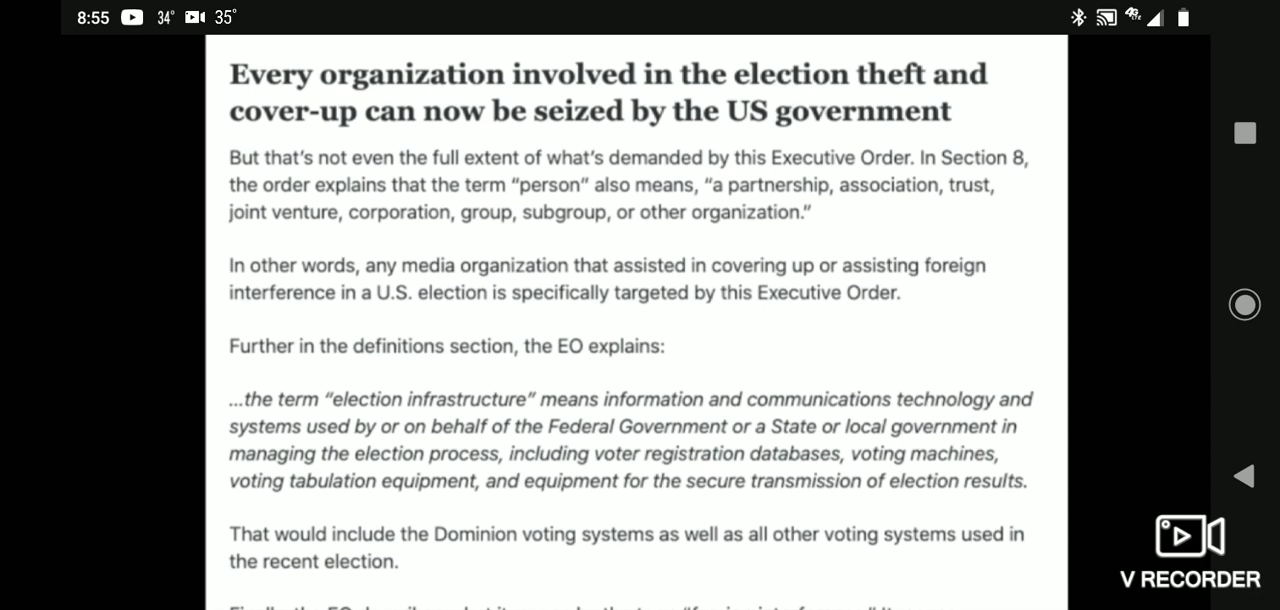 8:55 34° 35° 4G LTE
Every organization involved in the election theft and
cover-up can now be seized by the US government
But that's not even the full extent of what's demanded by this Executive Order. In Section 8,
the order explains that the term “person” also means, “a partnership, association, trust,
joint venture, corporation, group, subgroup, or other organization.”
In other words, any media organization that assisted in covering up or assisting foreign
interference in a U.S. election is specifically targeted by this Executive Order.
Further in the definitions section, the EO explains:
...the term “election infrastructure” means information and communications technology and
systems used by or on behalf of the Federal Government or a State or local government in
managing the election process, including voter registration databases, voting machines,
voting tabulation equipment, and equipment for the secure transmission of election results.
That would include the Dominion voting systems as well as all other voting systems used in
the recent election.
V RECORDER